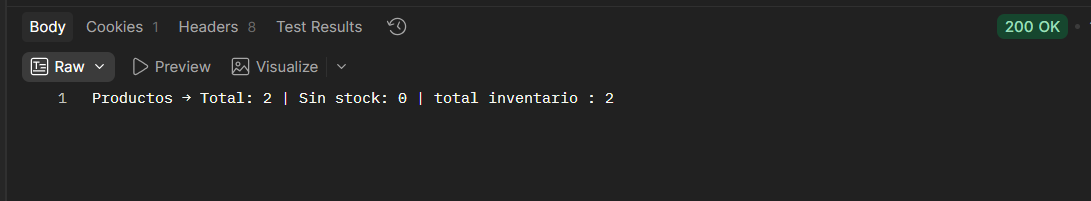 Body Cookies 1 Headers 8 Test Results 200 OK
Raw Preview Visualize
1 Productos → Total: 2 | Sin stock: 0 | total inventario : 2